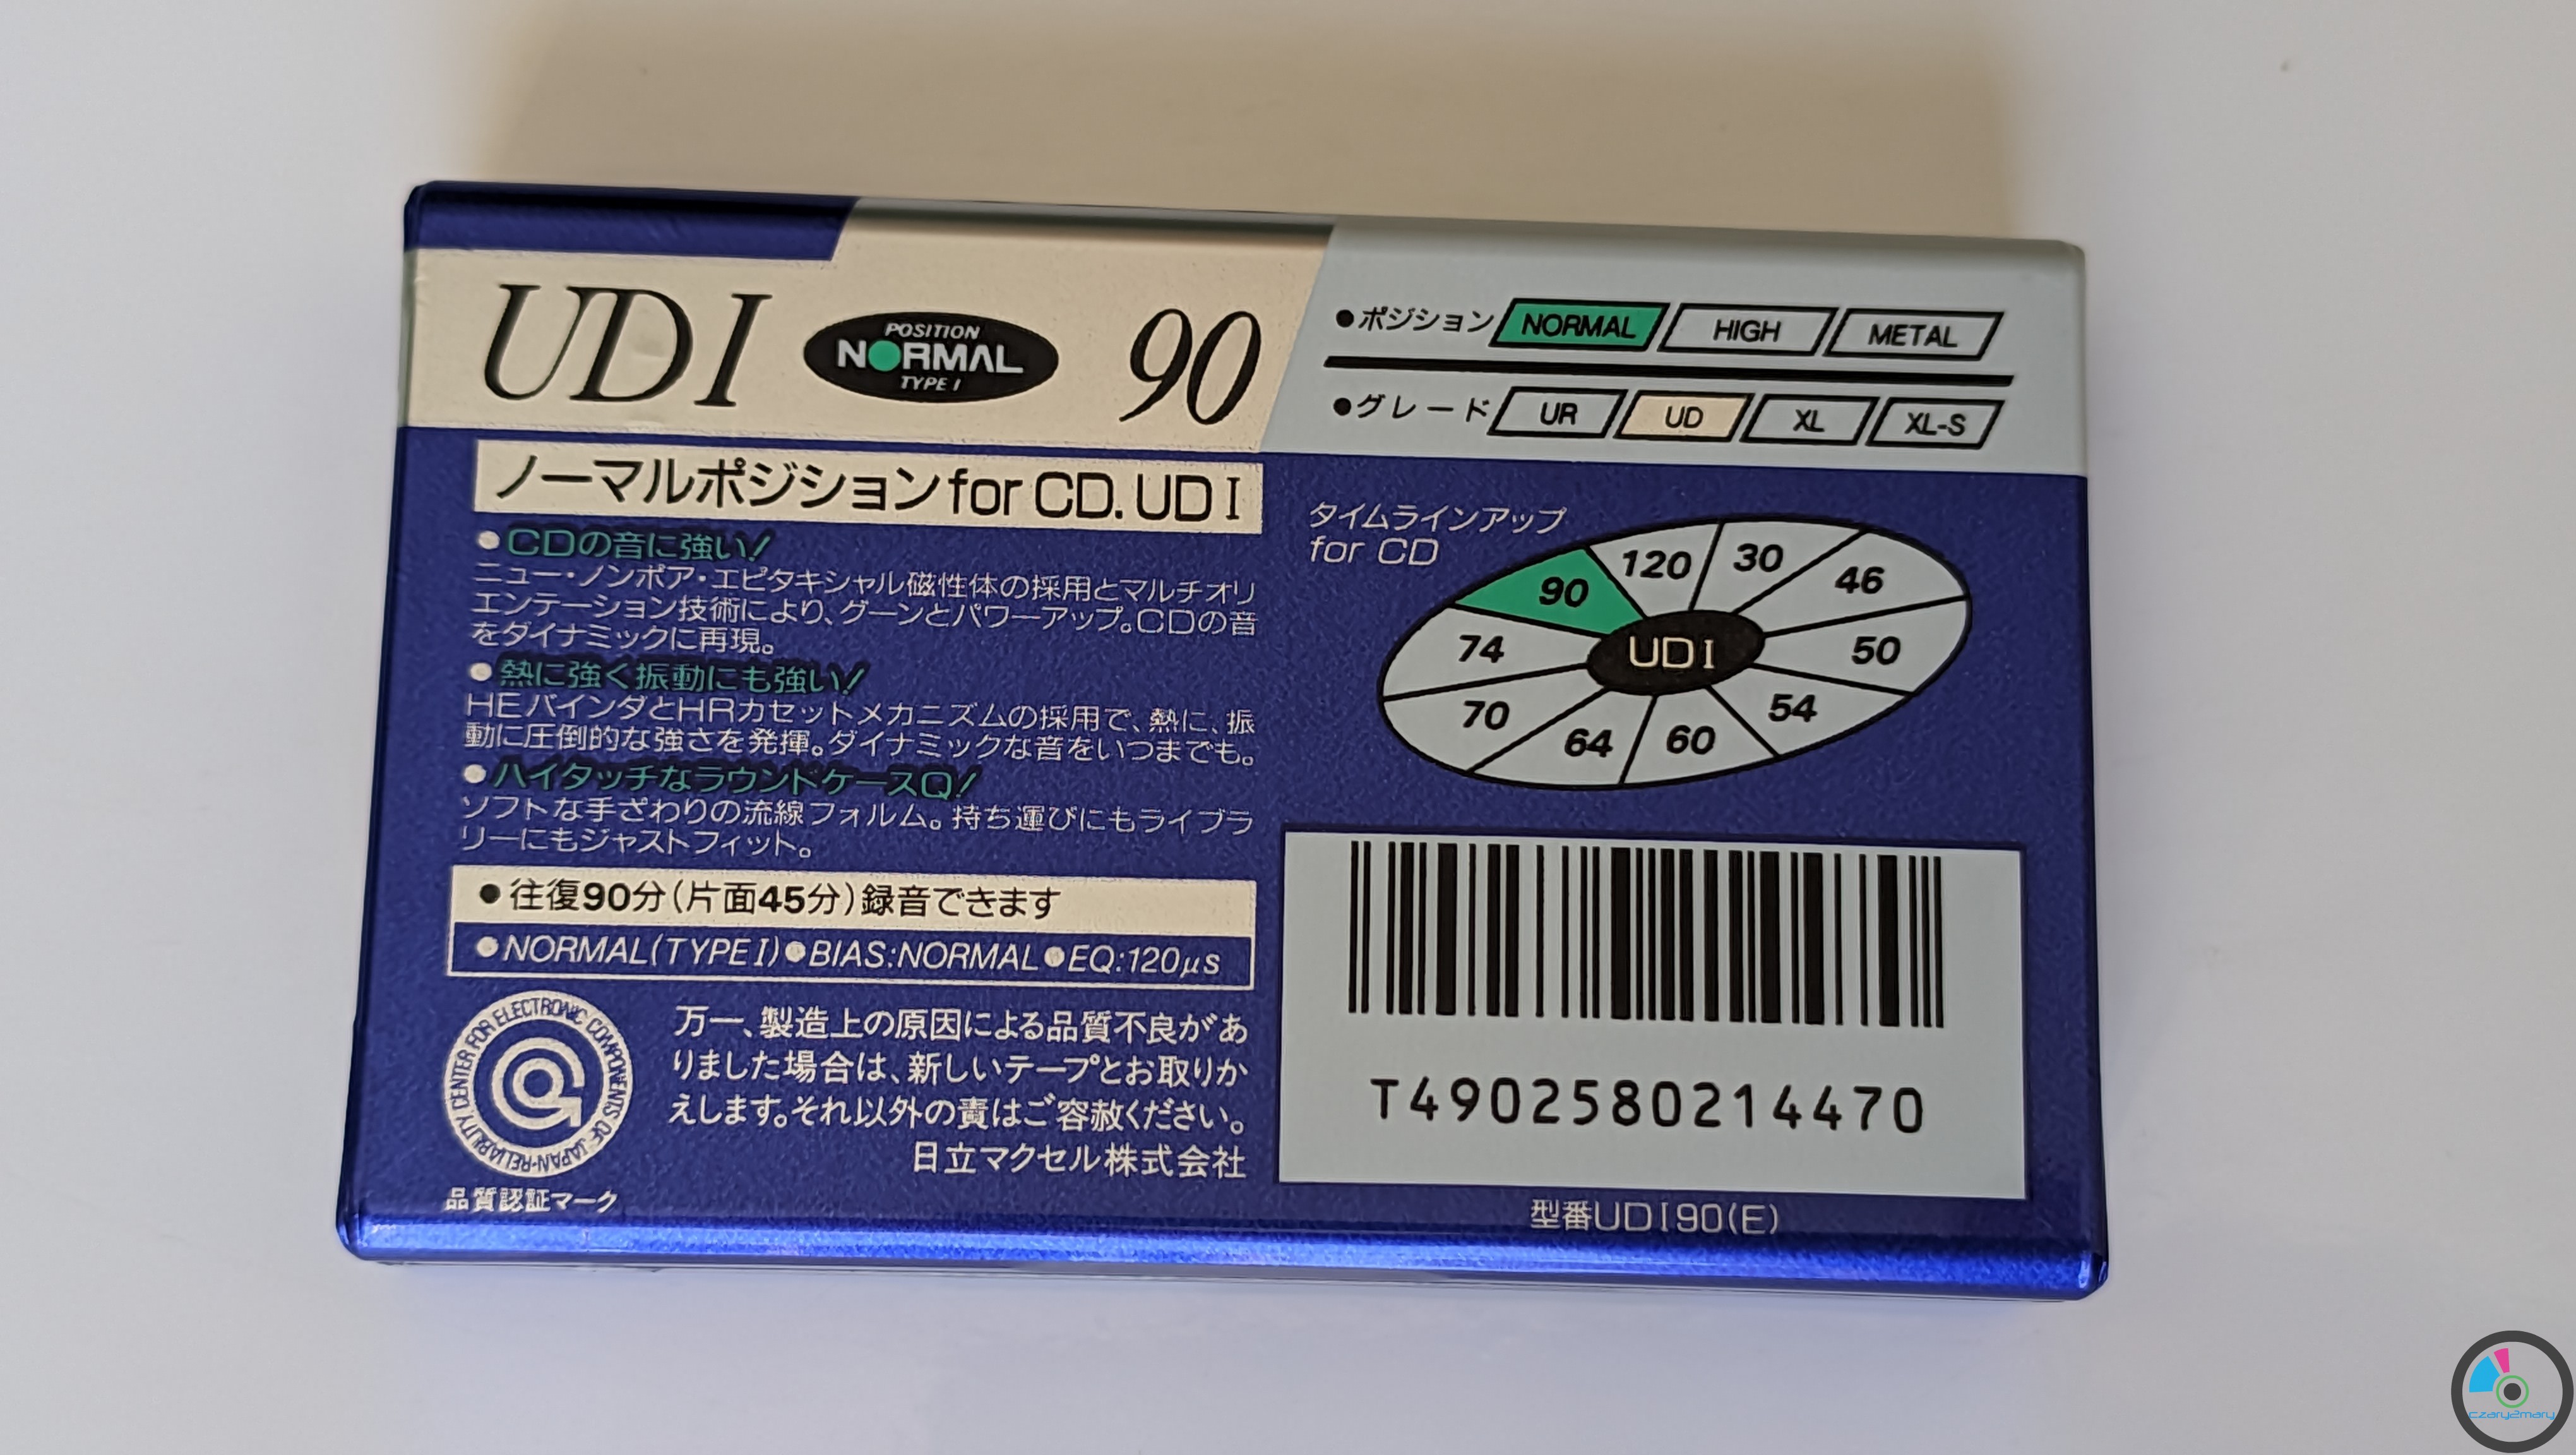 UD I
POSITION
NORMAL
TYPE I
90
●ポジション NORMAL HIGH METAL
●グレード UR UD XL XL-S
ノーマルポジション for CD. UD I
●CDの音に強い!
ニュー・ノンポア・エピタキシャル磁性体の採用とマルチオリ
エンテーション技術により、グーンとパワーアップ。CDの音
をダイナミックに再現。
●熱に強く振動にも強い!
HEバインダとHRカセットメカニズムの採用で、熱に、振
動に圧倒的な強さを発揮。ダイナミックな音をいつまでも。
●ハイタッチなラウンドケースQ!
ソフトな手ざわりの流線フォルム。持ち運びにもライブラ
リーにもジャストフィット。
●往復90分(片面45分)録音できます
●NORMAL(TYPE I)●BIAS:NORMAL●EQ:120μs
RELIABILITY CENTER FOR ELECTRONIC COMPONENTS OF JAPAN
品質認証マーク
万一、製造上の原因による品質不良があ
りました場合は、新しいテープとお取りか
えします。それ以外の責はご容赦ください。
日立マクセル株式会社
タイムラインアップ
for CD
120
30
46
50
54
60
64
70
74
90
UD I
T4902580214470
型番UD I 90(E)
czary2mary